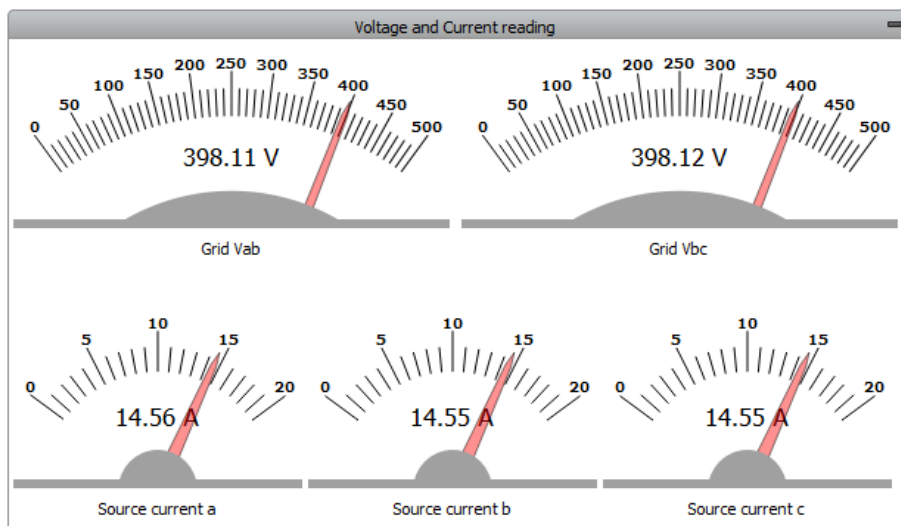 Voltage and Current reading
0 50 100 150 200 250 300 350 400 450 500
398.11 V
Grid Vab
0 50 100 150 200 250 300 350 400 450 500
398.12 V
Grid Vbc
0 5 10 15 20
14.56 A
Source current a
0 5 10 15 20
14.55 A
Source current b
0 5 10 15 20
14.55 A
Source current c